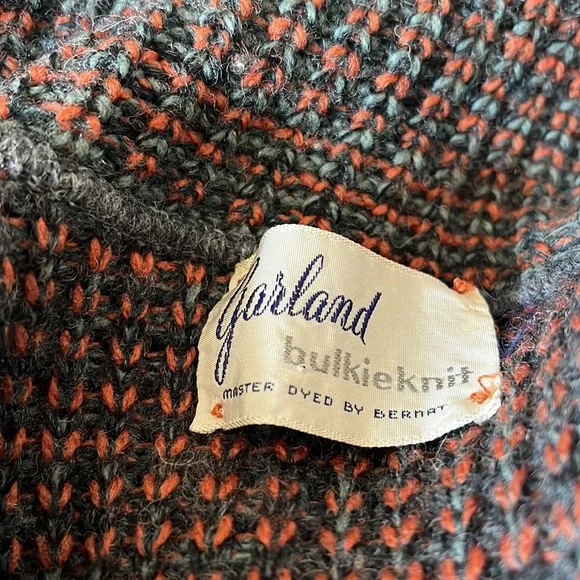 Garland
bulkieknit
MASTER DYED BY BERNAT